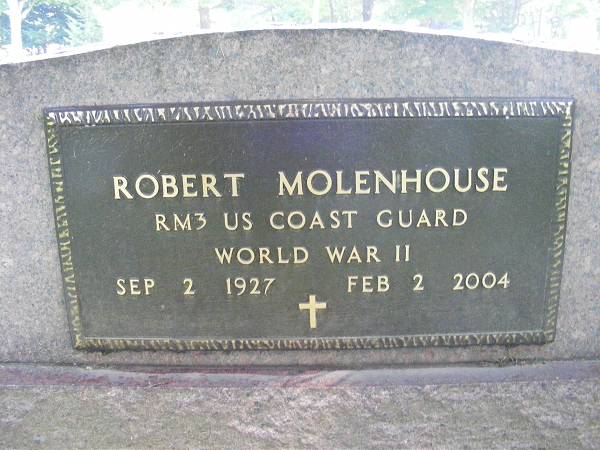 ROBERT MOLENHOUSE
RM3 US COAST GUARD
WORLD WAR II
SEP 2 1927 FEB 2 2004